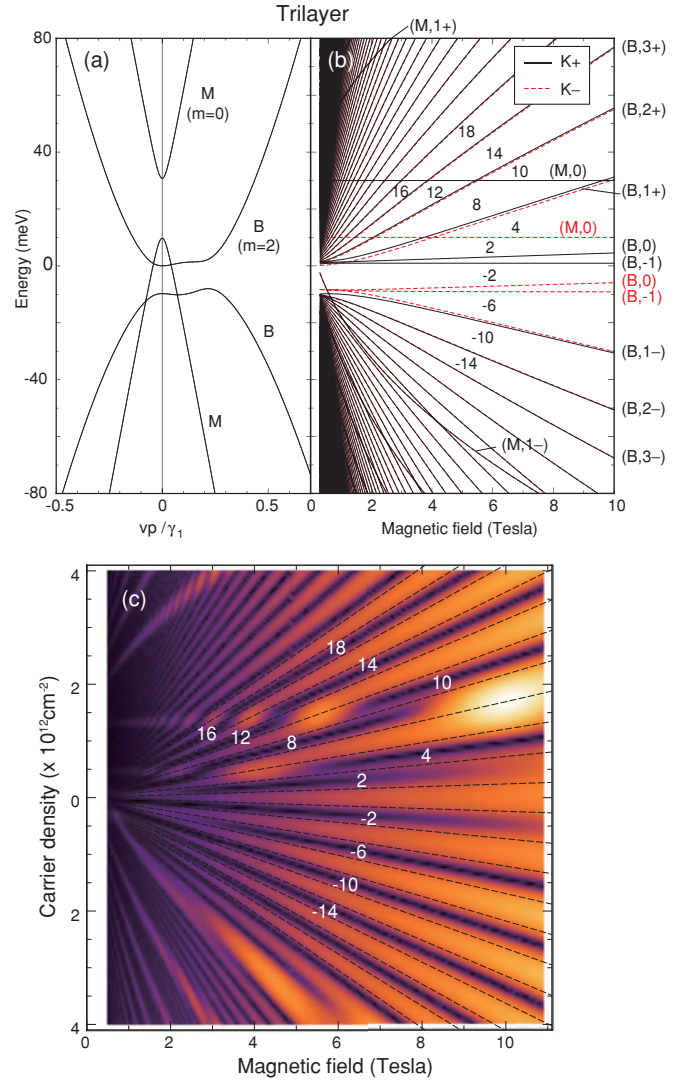 Trilayer
(a)
M
(m=0)
B
(m=2)
B
M
Energy (meV)
80
40
0
-40
-80
-0.5
0
0.5
vp /γ1
(M,1+)
(b)
K+
K−
18
14
10
16
12
(M,0)
8
4
(M,0)
2
-2
-6
-10
-14
(M,1−)
(B,3+)
(B,2+)
(B,1+)
(B,0)
(B,-1)
(B,0)
(B,-1)
(B,1−)
(B,2−)
(B,3−)
0
2
4
6
8
10
Magnetic field (Tesla)
(c)
18
14
10
16
12
8
4
2
-2
-6
-10
-14
Carrier density (x 10¹²cm⁻²)
4
2
0
2
4
0
2
4
6
8
10
Magnetic field (Tesla)